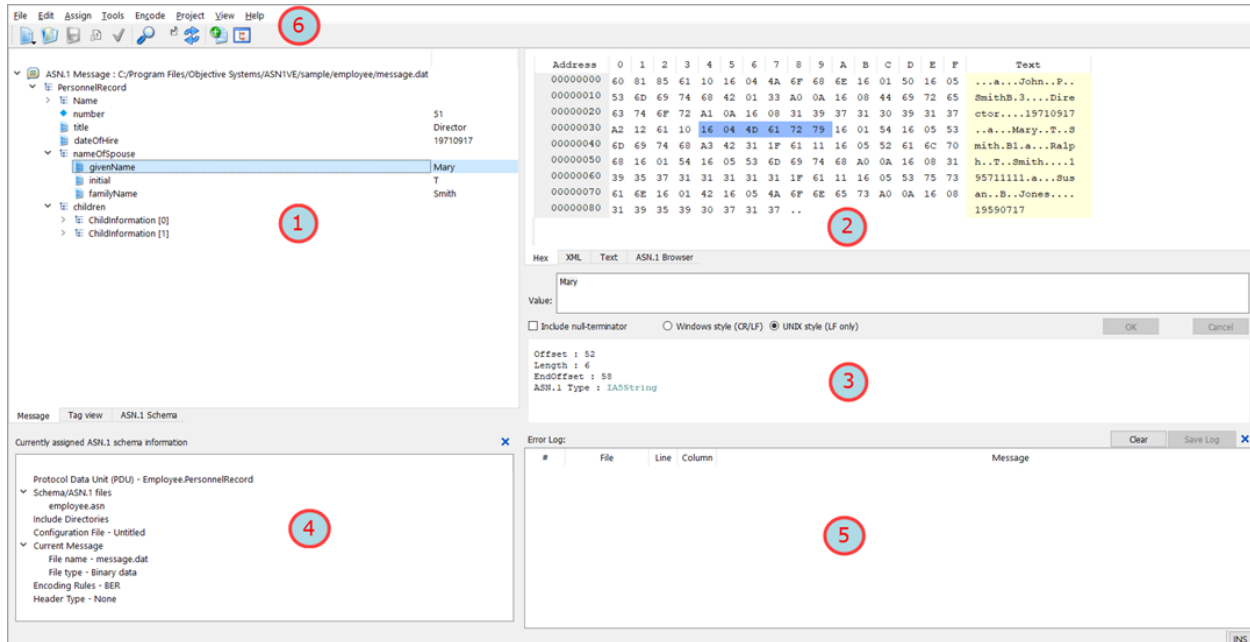 File Edit Assign Tools Encode Project View Help
6
ASN.1 Message : C:/Program Files/Objective Systems/ASN1VE/sample/employee/message.dat
PersonnelRecord
Name
number 51
title Director
dateOfHire 19710917
nameOfSpouse
givenName Mary
initial T
familyName Smith
children
ChildInformation [0]
ChildInformation [1]
1
Message Tag view ASN.1 Schema
Address 0 1 2 3 4 5 6 7 8 9 A B C D E F Text
00000000 60 81 85 61 10 16 04 4A 6F 68 6E 16 01 50 16 05 ...a...John..P..
00000010 53 6D 69 74 68 42 01 33 A0 0A 16 08 44 69 72 65 SmithB.3....Dire
00000020 63 74 6F 72 A1 0A 16 08 31 39 37 31 30 39 31 37 ctor....19710917
00000030 A2 12 61 10 16 04 4D 61 72 79 16 01 54 16 05 53 ..a...Mary..T..S
00000040 6D 69 74 68 A3 42 31 1F 61 11 16 05 52 61 6C 70 mith.B1.a...Ralp
00000050 68 16 01 54 16 05 53 6D 69 74 68 A0 0A 16 08 31 h..T..Smith....1
00000060 39 35 37 31 31 31 31 31 1F 61 11 16 05 53 75 73 95711111.a...Sus
00000070 61 6E 16 01 42 16 05 4A 6F 6E 65 73 A0 0A 16 08 an..B..Jones....
00000080 31 39 35 39 30 37 31 37 .. 19590717
2
Hex XML Text ASN.1 Browser
Value: Mary
Include null-terminator Windows style (CR/LF) UNIX style (LF only) OK Cancel
Offset : 52
Length : 6
EndOffset : 58
ASN.1 Type : IA5String
3
Currently assigned ASN.1 schema information
Protocol Data Unit (PDU) - Employee.PersonnelRecord
Schema/ASN.1 files
employee.asn
Include Directories
Configuration File - Untitled
Current Message
File name - message.dat
File type - Binary data
Encoding Rules - BER
Header Type - None
4
Error Log: Clear Save Log
# File Line Column Message
5
INS